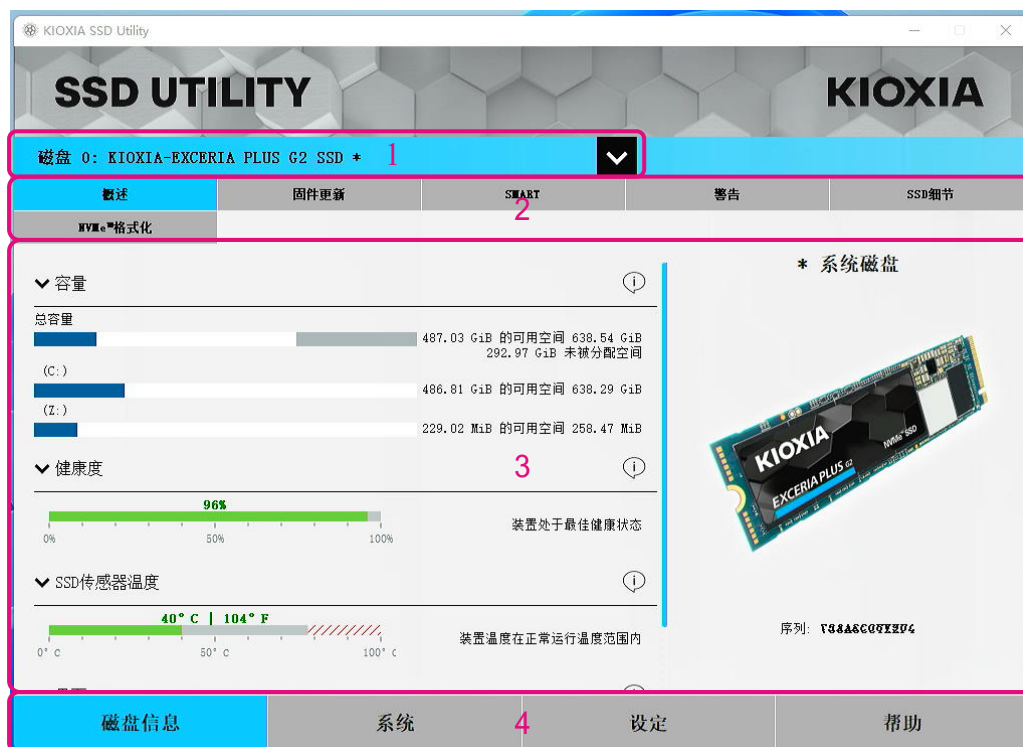 KIOXIA SSD Utility
SSD UTILITY
KIOXIA
磁盘 0: KIOXIA-EXCERIA PLUS G2 SSD *
1
概述
固件更新
SMART
警告
SSD细节
2
NVMe™格式化
容量
总容量
487.03 GiB 的可用空间 638.54 GiB
292.97 GiB 未被分配空间
(C:)
486.81 GiB 的可用空间 638.29 GiB
(Z:)
229.02 MiB 的可用空间 258.47 MiB
健康度
3
96%
0%
50%
100%
装置处于最佳健康状态
SSD传感器温度
40° C | 104° F
0° C
50° C
100° C
装置温度在正常运行温度范围内
* 系统磁盘
KIOXIA
NVMe SSD
EXCERIA PLUS G2
序列:
磁盘信息
系统
4
设定
帮助